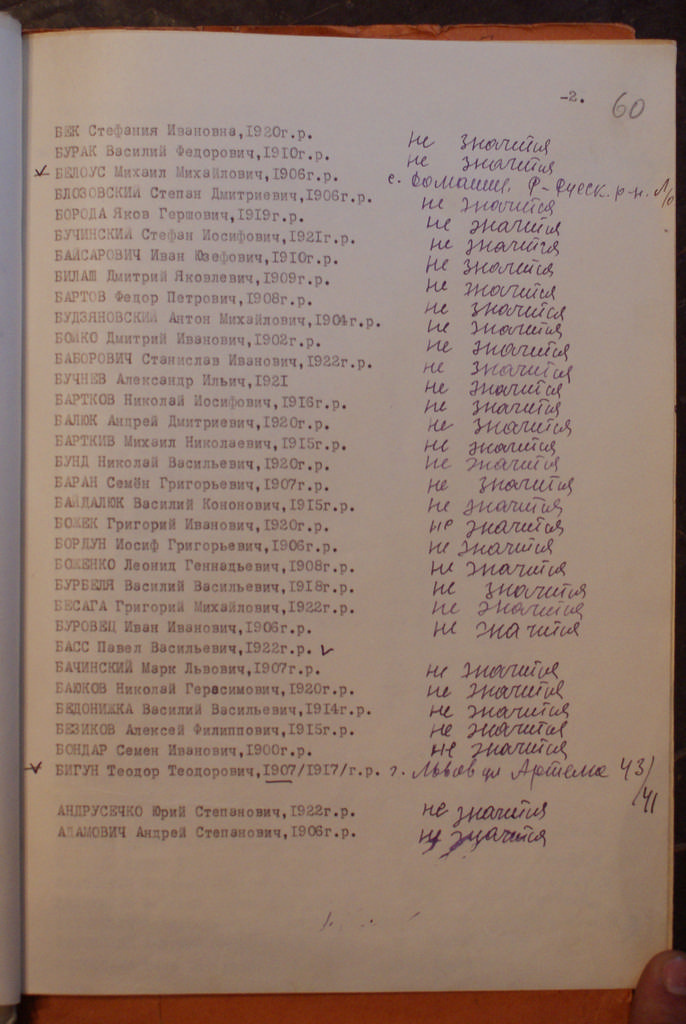 -2.
60
БЕК Стефания Ивановна,1920г.р. не значится
БУРАК Василий Федорович,1910г.р. не значится
БЕЛОУС Михаил Михайлович,1906г.р. с. р-н.
БЛОЗОВСКИЙ Степан Дмитриевич,1906г.р. не значится
БОРОДА Яков Гершович,1919г.р. не значится
БУЧИНСКИЙ Стефан Иосифович,1921г.р. не значится
БАЙСАРОВИЧ Иван Юзефович,1910г.р. не значится
БИЛАШ Дмитрий Яковлевич,1909г.р. не значится
БАРТОВ Федор Петрович,1908г.р. не значится
БУДЗЯНОВСКИЙ Антон Михайлович,1904г.р. не значится
БОЙКО Дмитрий Иванович,1902г.р. не значится
БАБОРОВИЧ Станислав Иванович,1922г.р. не значится
БУЧНЕВ Александр Ильич,1921 не значится
БАРТКОВ Николай Иосифович,1916г.р. не значится
БАЛЮК Андрей Дмитриевич,1920г.р. не значится
БАРТКИВ Михаил Николаевич,1915г.р. не значится
БУНД Николай Васильевич,1920г.р. не значится
БАРАН Семён Григорьевич,1907г.р. не значится
БАЙДАЛЮК Василий Кононович,1915г.р. не значится
БОЖЕК Григорий Иванович,1920г.р. не значится
БОРДУН Иосиф Григорьевич,1906г.р. не значится
БОЖЕНКО Леонид Геннадьевич,1908г.р. не значится
БУРБЕЛЯ Василий Васильевич,1918г.р. не значится
БЕСАГА Григорий Михайлович,1922г.р. не значится
БУРОВЕЦ Иван Иванович,1906г.р. не значится
БАСС Павел Васильевич,1922г.р.
БАЧИНСКИЙ Марк Львович,1907г.р. не значится
БАЮКОВ Николай Герасимович,1920г.р. не значится
БЕДОНИЖКА Василий Васильевич,1914г.р. не значится
БЕЗИКОВ Алексей Филиппович,1915г.р. не значится
БОНДАР Семен Иванович,1900г.р. не значится
БИГУН Теодор Теодорович,1907/1917/г.р. г. Львов ул Артема 43/
/41
АНДРУСЕЧКО Юрий Степанович,1922г.р. не значится
АДАМОВИЧ Андрей Степанович,1906г.р. не значится